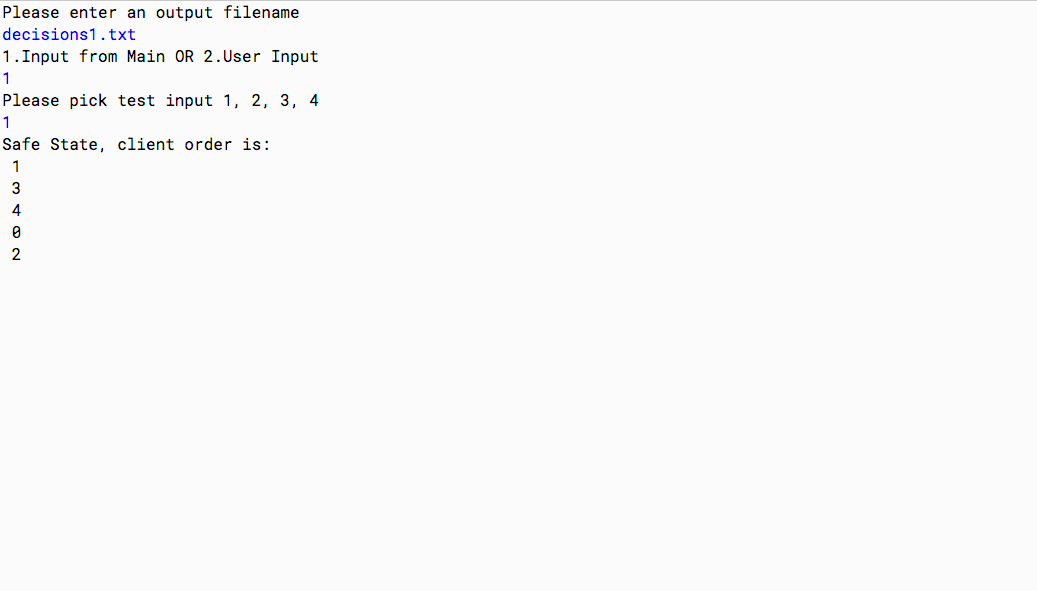 Please enter an output filename
decisions1.txt
1.Input from Main OR 2.User Input
1
Please pick test input 1, 2, 3, 4
1
Safe State, client order is:
1
3
4
0
2